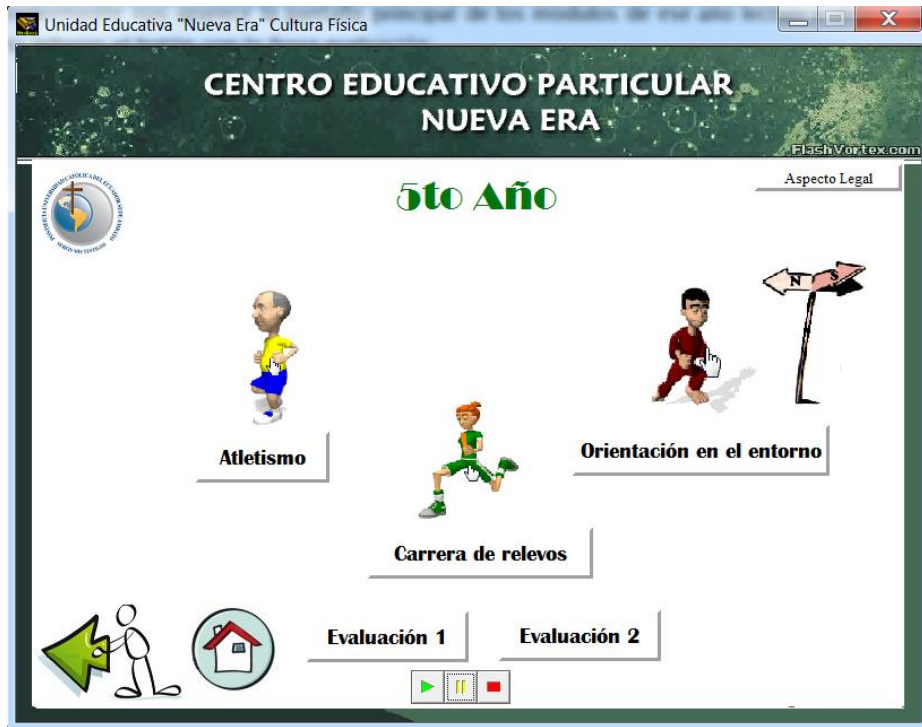 Unidad Educativa "Nueva Era" Cultura Física
CENTRO EDUCATIVO PARTICULAR
NUEVA ERA
FlashVortex.com
5to Año
Aspecto Legal
N S
Atletismo
Orientación en el entorno
Carrera de relevos
Evaluación 1
Evaluación 2